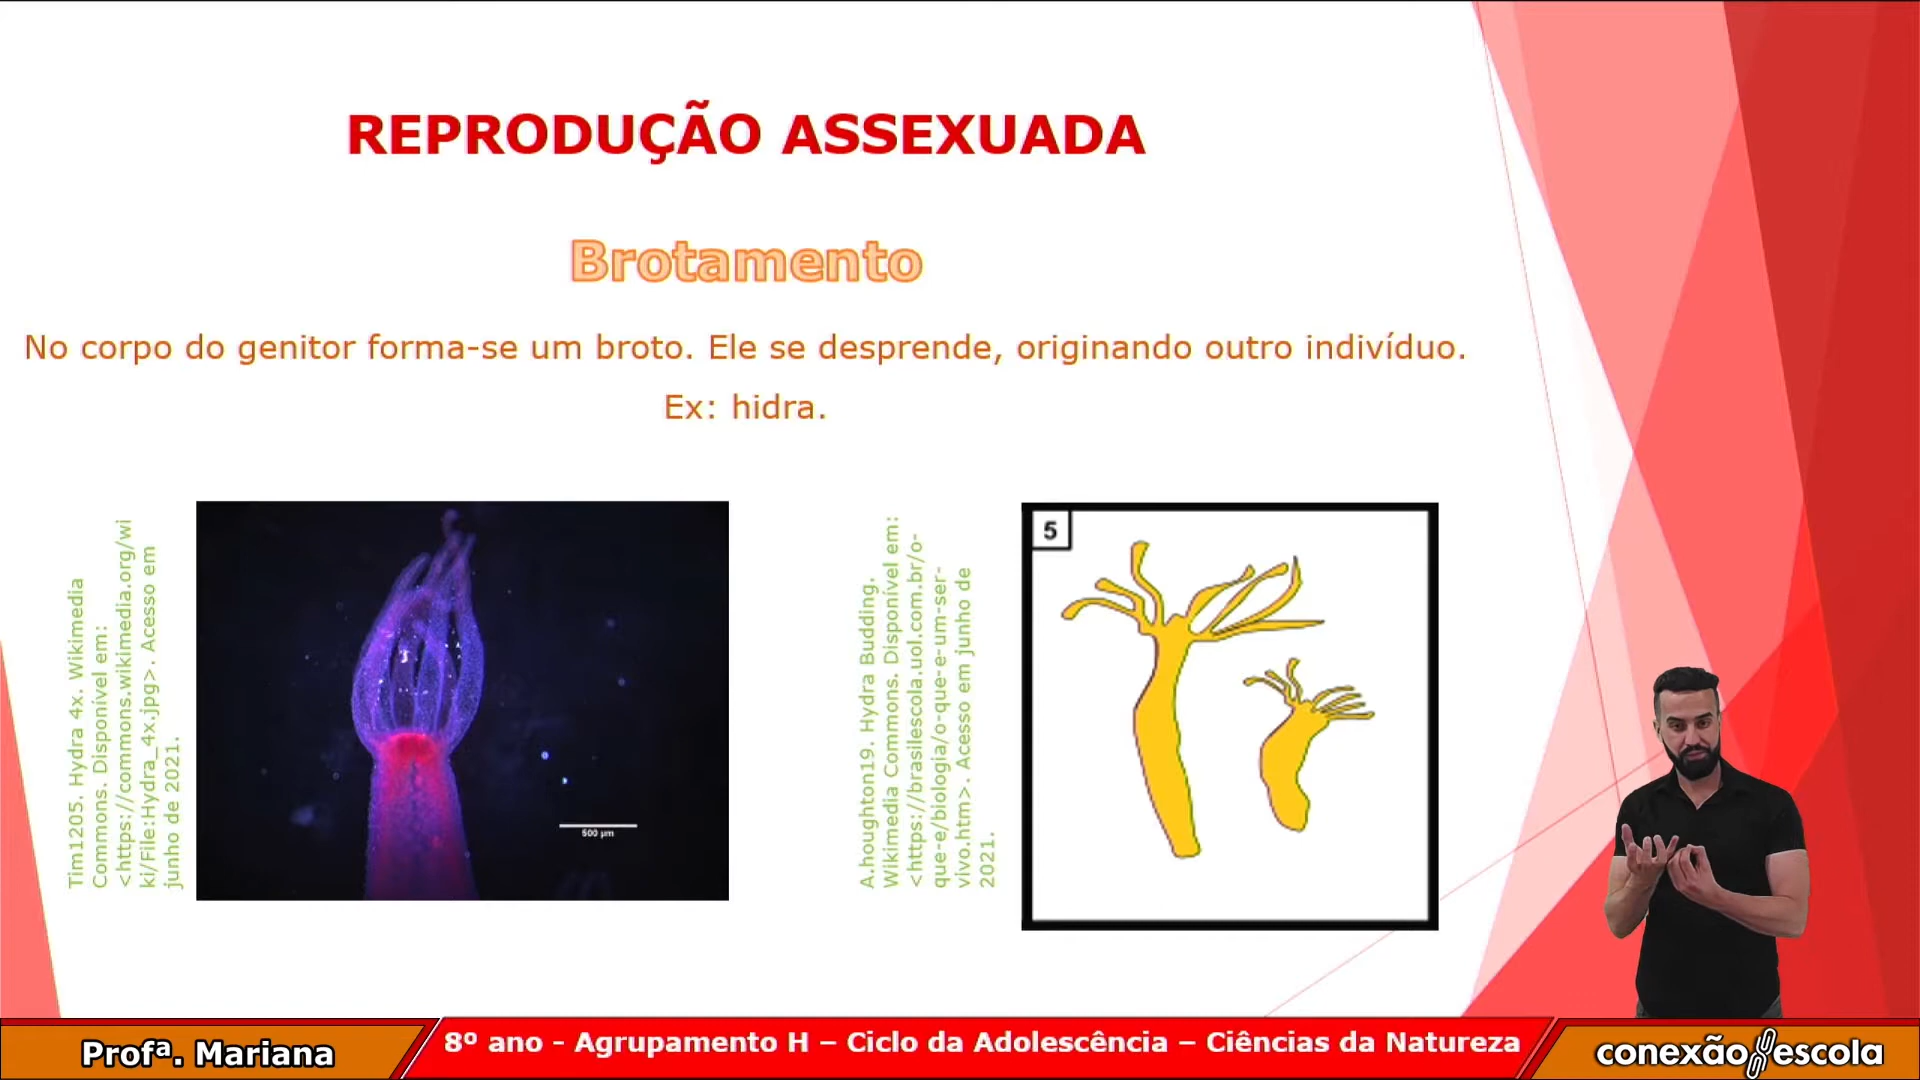 REPRODUÇÃO ASSEXUADA
Brotamento
No corpo do genitor forma-se um broto. Ele se desprende, originando outro indivíduo.
Ex: hidra.
Tim1205. Hydra 4x. Wikimedia
Commons. Disponível em:
<https://commons.wikimedia.org/wi
ki/File:Hydra_4x.jpg>. Acesso em
junho de 2021.
500 µm
A.houghton19. Hydra Budding.
Wikimedia Commons. Disponível em:
<https://brasilescola.uol.com.br/o-
que-e/biologia/o-que-e-um-ser-
vivo.htm>. Acesso em junho de
2021.
5
Profª. Mariana
8º ano - Agrupamento H – Ciclo da Adolescência – Ciências da Natureza
conexão escola